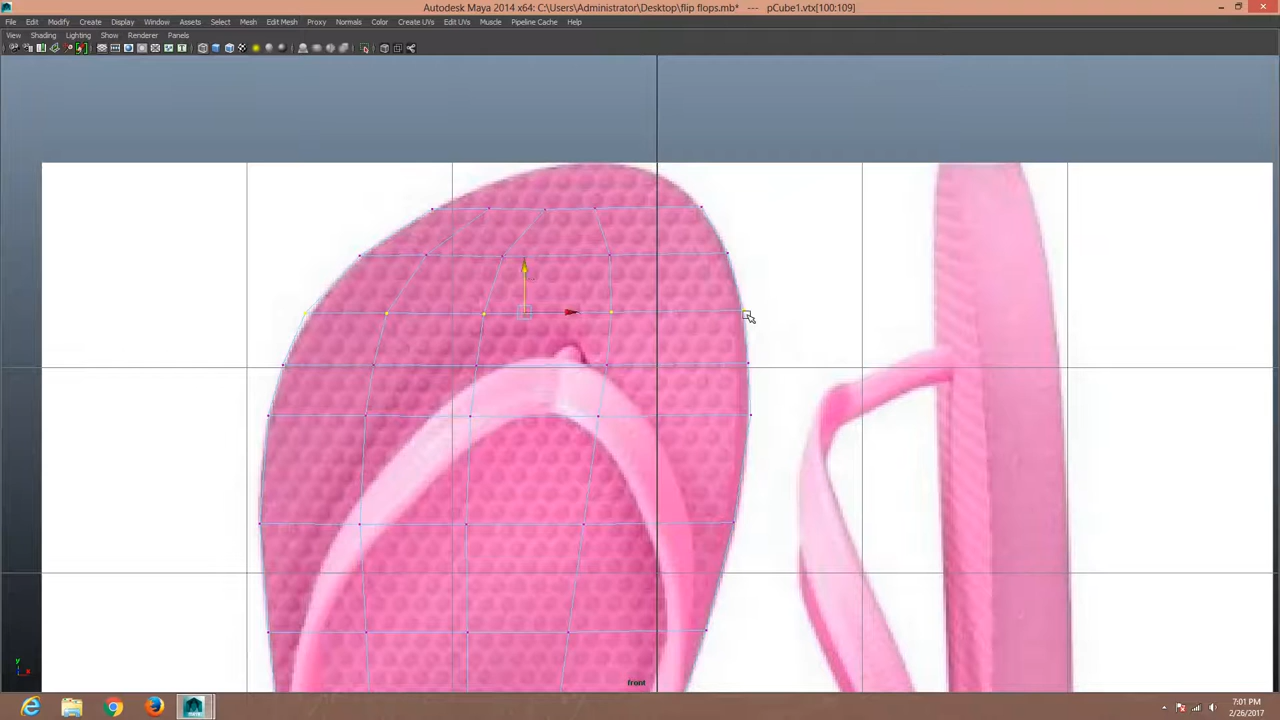 Autodesk Maya 2014 x64: C:\Users\Administrator\Desktop\flip flops.mb* --- pCube1.vtx[100:109]
File Edit Modify Create Display Window Assets Select Mesh Edit Mesh Proxy Normals Color Create UVs Edit UVs Muscle Pipeline Cache Help
View Shading Lighting Show Renderer Panels
y
x
front
7:01 PM
2/26/2017